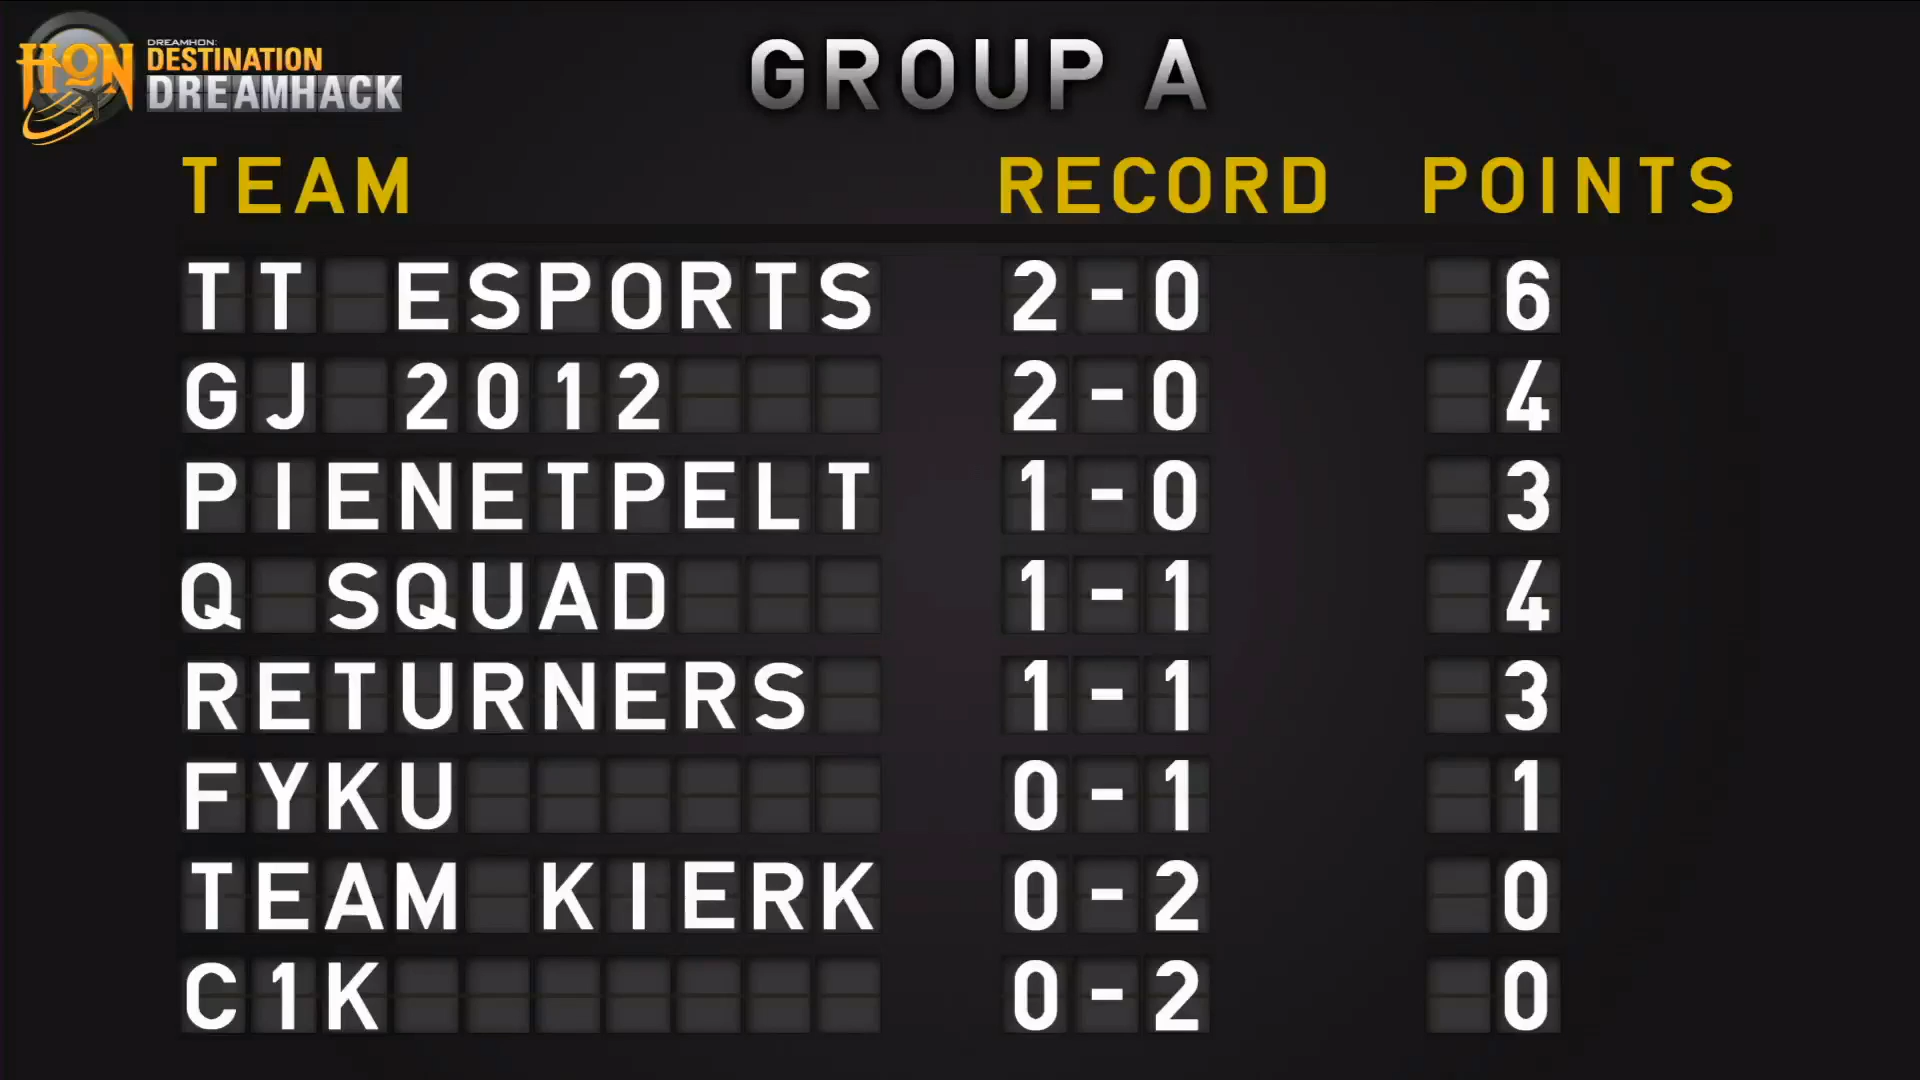 HON DREAMHON:
DESTINATION
DREAMHACK
GROUP A
TEAM RECORD POINTS
TT ESPORTS 2-0 6
GJ 2012 2-0 4
PIENETPELT 1-0 3
Q SQUAD 1-1 4
RETURNERS 1-1 3
FYKU 0-1 1
TEAM KIERK 0-2 0
C1K 0-2 0